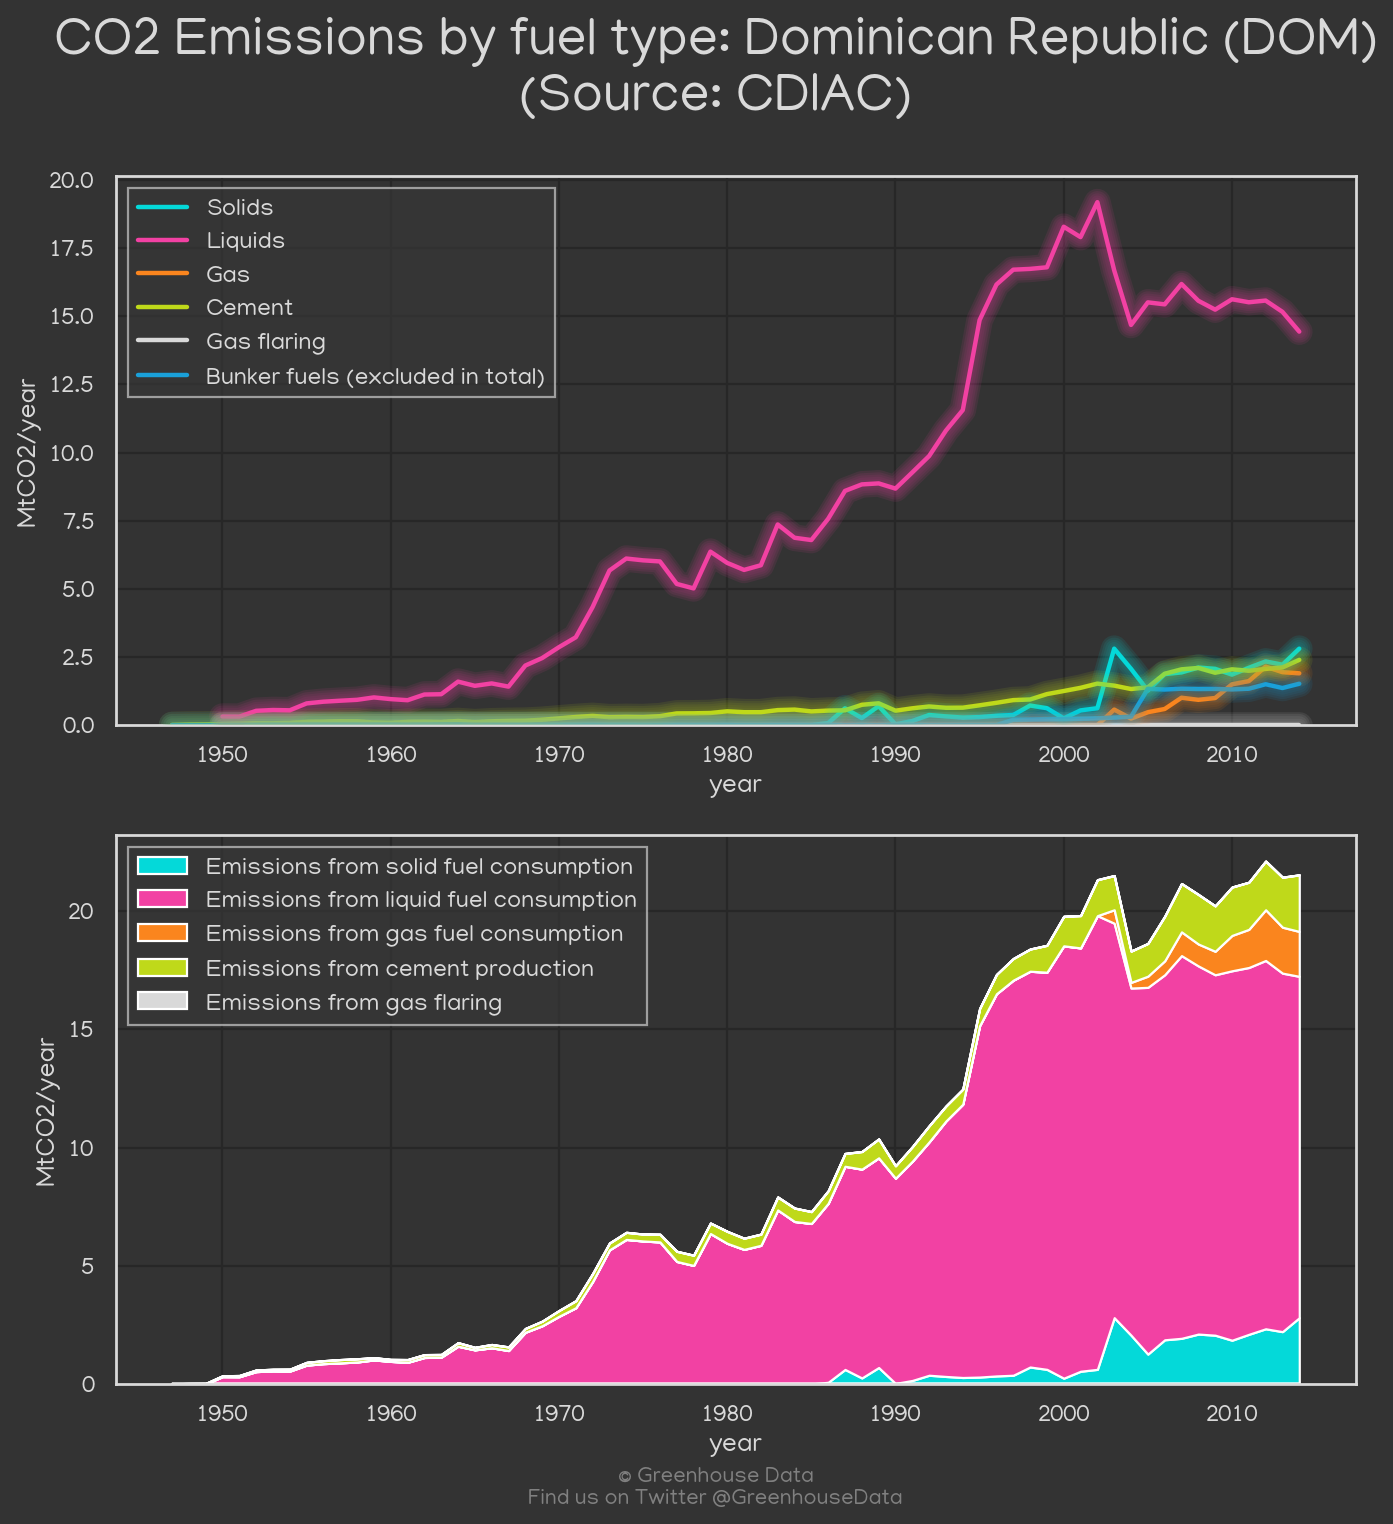 CO2 Emissions by fuel type: Dominican Republic (DOM)
(Source: CDIAC)
20.0
17.5
15.0
12.5
10.0
7.5
5.0
2.5
0.0
MtCO2/year
Solids
Liquids
Gas
Cement
Gas flaring
Bunker fuels (excluded in total)
1950 1960 1970 1980 1990 2000 2010
year
20
15
10
5
0
MtCO2/year
Emissions from solid fuel consumption
Emissions from liquid fuel consumption
Emissions from gas fuel consumption
Emissions from cement production
Emissions from gas flaring
1950 1960 1970 1980 1990 2000 2010
year
© Greenhouse Data
Find us on Twitter @GreenhouseData